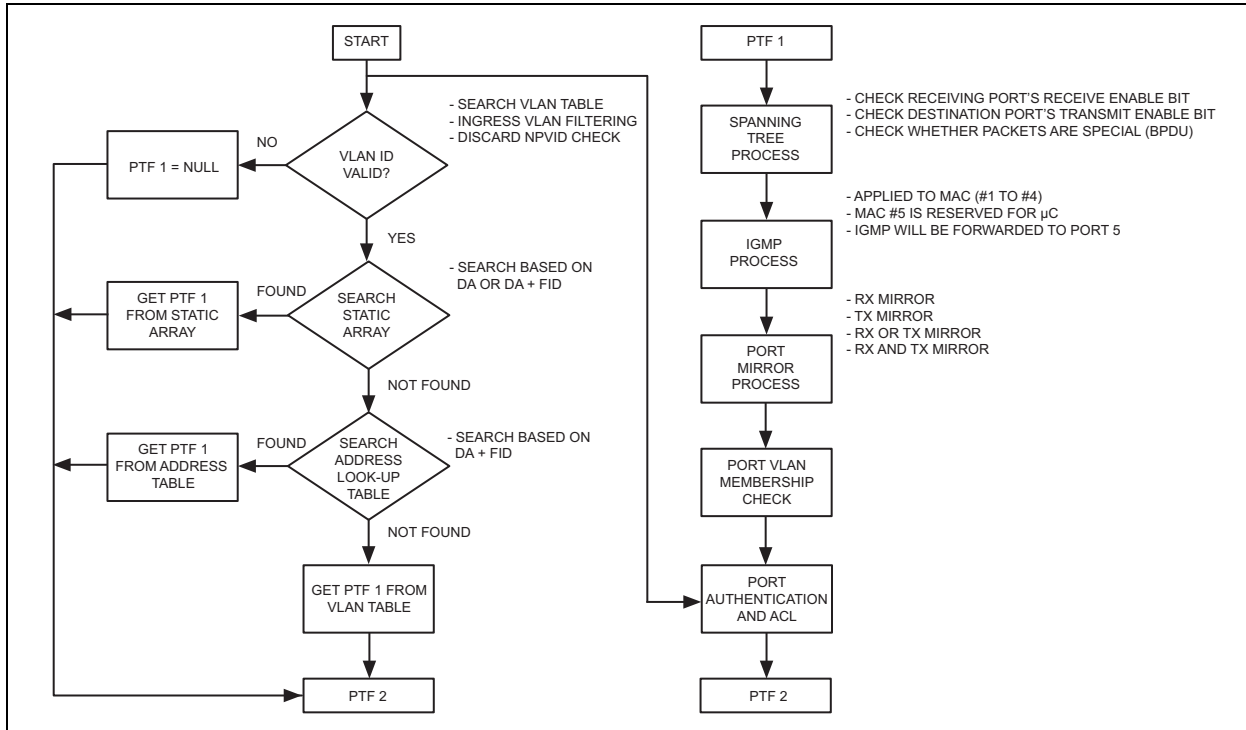 START
- SEARCH VLAN TABLE
- INGRESS VLAN FILTERING
- DISCARD NPVID CHECK
VLAN ID
VALID?
NO
PTF 1 = NULL
YES
- SEARCH BASED ON
DA OR DA + FID
SEARCH
STATIC
ARRAY
FOUND
GET PTF 1
FROM STATIC
ARRAY
NOT FOUND
- SEARCH BASED ON
DA + FID
SEARCH
ADDRESS
LOOK-UP
TABLE
FOUND
GET PTF 1
FROM ADDRESS
TABLE
NOT FOUND
GET PTF 1 FROM
VLAN TABLE
PTF 2
PTF 1
- CHECK RECEIVING PORT'S RECEIVE ENABLE BIT
- CHECK DESTINATION PORT'S TRANSMIT ENABLE BIT
- CHECK WHETHER PACKETS ARE SPECIAL (BPDU)
SPANNING
TREE
PROCESS
- APPLIED TO MAC (#1 TO #4)
- MAC #5 IS RESERVED FOR µC
- IGMP WILL BE FORWARDED TO PORT 5
IGMP
PROCESS
- RX MIRROR
- TX MIRROR
- RX OR TX MIRROR
- RX AND TX MIRROR
PORT
MIRROR
PROCESS
PORT VLAN
MEMBERSHIP
CHECK
PORT
AUTHENTICATION
AND ACL
PTF 2